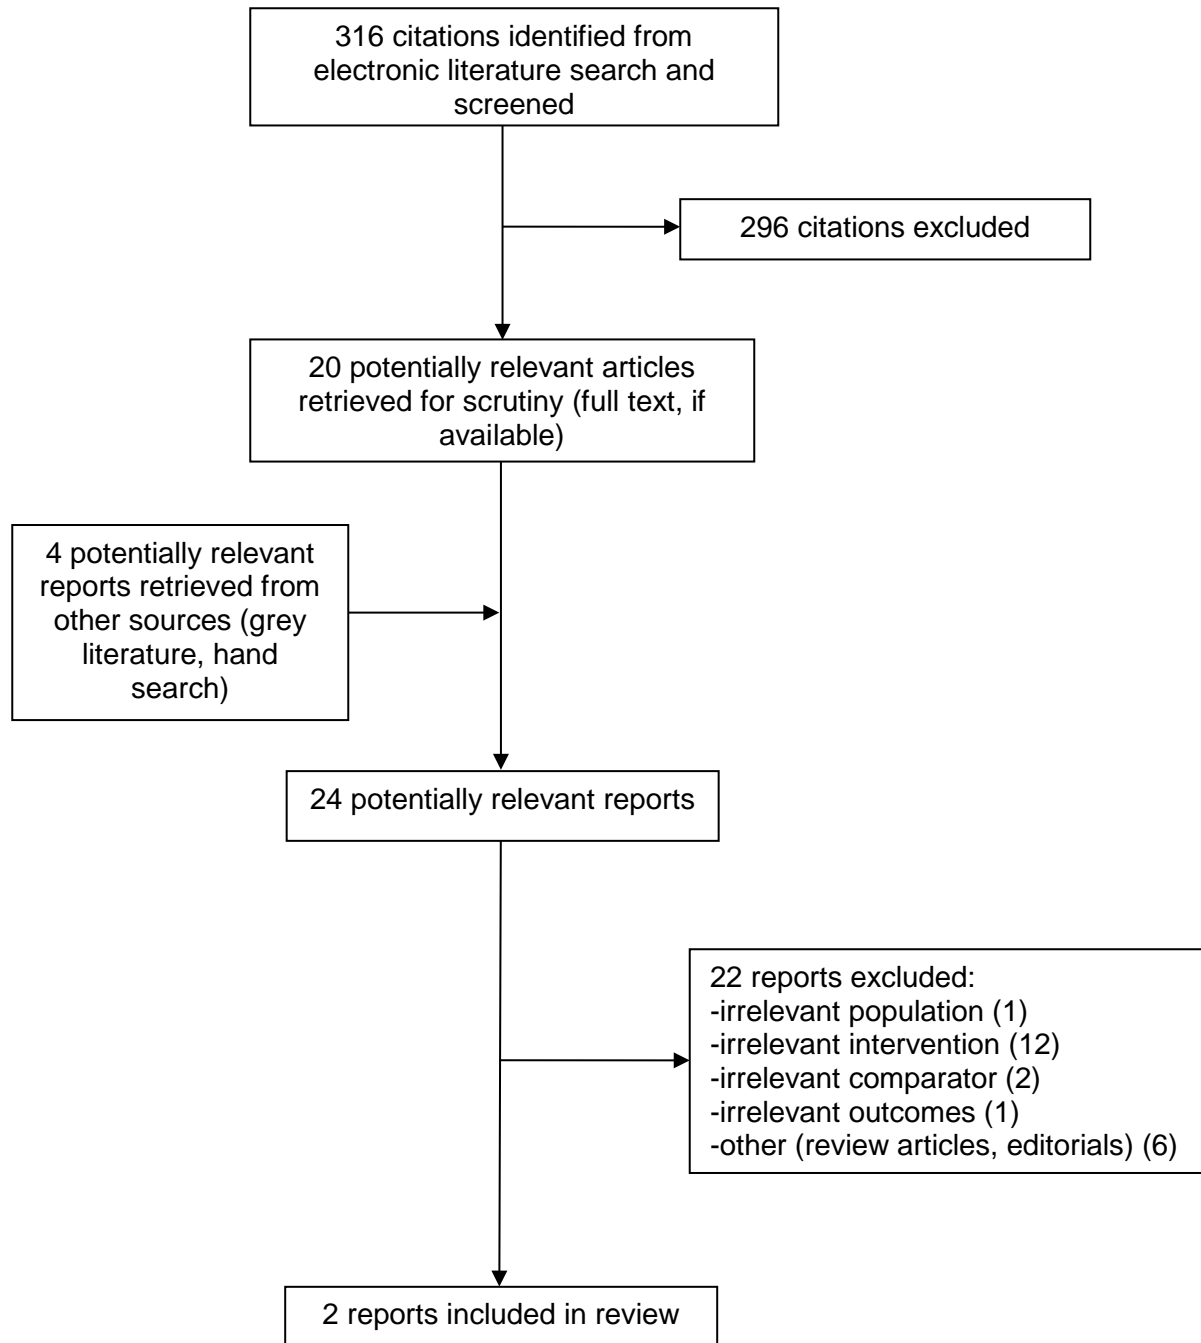 316 citations identified from
electronic literature search and
screened
296 citations excluded
20 potentially relevant articles
retrieved for scrutiny (full text, if
available)
4 potentially relevant
reports retrieved from
other sources (grey
literature, hand
search)
24 potentially relevant reports
22 reports excluded:
-irrelevant population (1)
-irrelevant intervention (12)
-irrelevant comparator (2)
-irrelevant outcomes (1)
-other (review articles, editorials) (6)
2 reports included in review